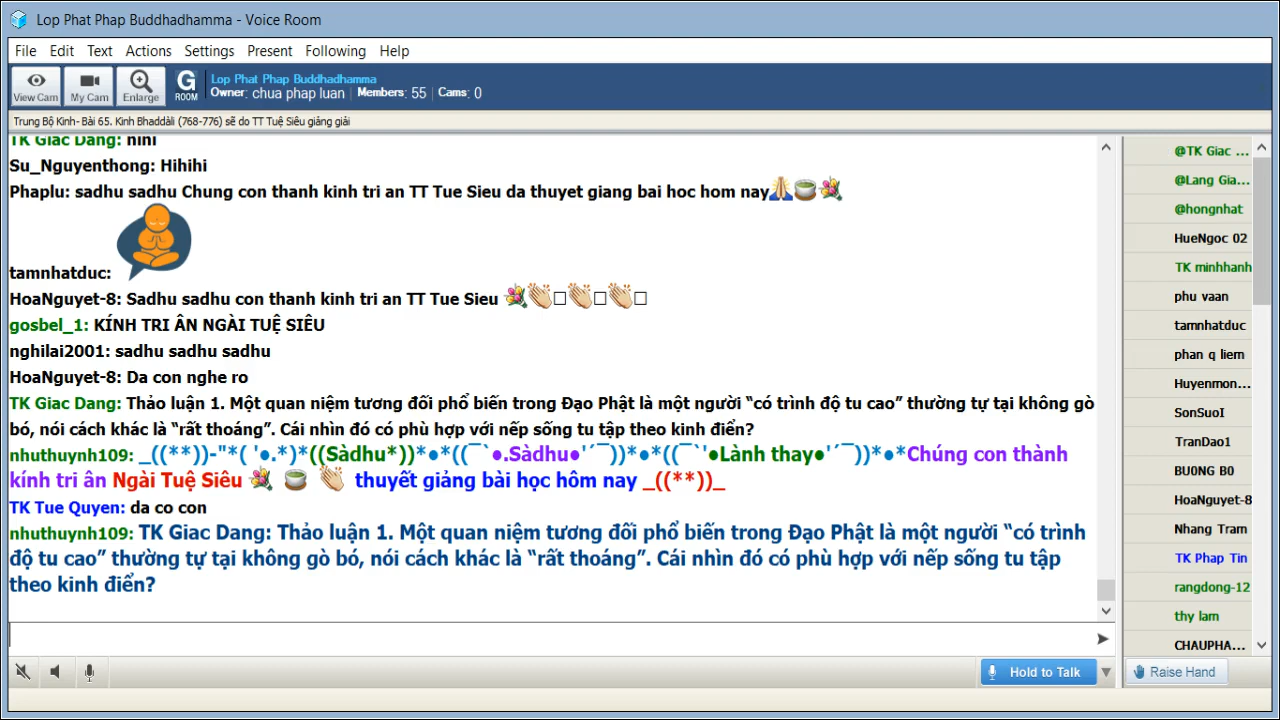 Lop Phat Phap Buddhadhamma - Voice Room
File Edit Text Actions Settings Present Following Help
View Cam My Cam Enlarge G ROOM
Lop Phat Phap Buddhadhamma
Owner: chua phap luan Members: 55 Cams: 0
Trung Bộ Kinh- Bài 65. Kinh Bhaddàli (768-776) sẽ do TT Tuệ Siêu giảng giải
TK Giac Dang: hihi
Su_Nguyenthong: Hihihi
Phaplu: sadhu sadhu Chung con thanh kinh tri an TT Tue Sieu da thuyet giang bai hoc hom nay🙏🍵💐
tamnhatduc:
HoaNguyet-8: Sadhu sadhu con thanh kinh tri an TT Tue Sieu 💐👏□👏□👏□
gosbel_1: KÍNH TRI ÂN NGÀI TUỆ SIÊU
nghilai2001: sadhu sadhu sadhu
HoaNguyet-8: Da con nghe ro
TK Giac Dang: Thảo luận 1. Một quan niệm tương đối phổ biến trong Đạo Phật là một người “có trình độ tu cao” thường tự tại không gò
bó, nói cách khác là “rất thoáng”. Cái nhìn đó có phù hợp với nếp sống tu tập theo kinh điển?
nhuthuynh109: _((**))-"*( '●.*)*((Sàdhu*))*●*((¯`●.Sàdhu●'´¯))*●*((¯`'●Lành thay●'´¯))*●*Chúng con thành
kính tri ân Ngài Tuệ Siêu 💐 🍵 👏 thuyết giảng bài học hôm nay _((**))_
TK Tue Quyen: da co con
nhuthuynh109: TK Giac Dang: Thảo luận 1. Một quan niệm tương đối phổ biến trong Đạo Phật là một người “có trình
độ tu cao” thường tự tại không gò bó, nói cách khác là “rất thoáng”. Cái nhìn đó có phù hợp với nếp sống tu tập
theo kinh điển?
@TK Giac ...
@Lang Gia...
@hongnhat
HueNgoc 02
TK minhhanh
phu vaan
tamnhatduc
phan q liem
Huyenmon...
SonSuoI
TranDao1
BU0NG B0
HoaNguyet-8
Nhang Tram
TK Phap Tin
rangdong-12
thy lam
CHAUPHA...
Hold to Talk
Raise Hand